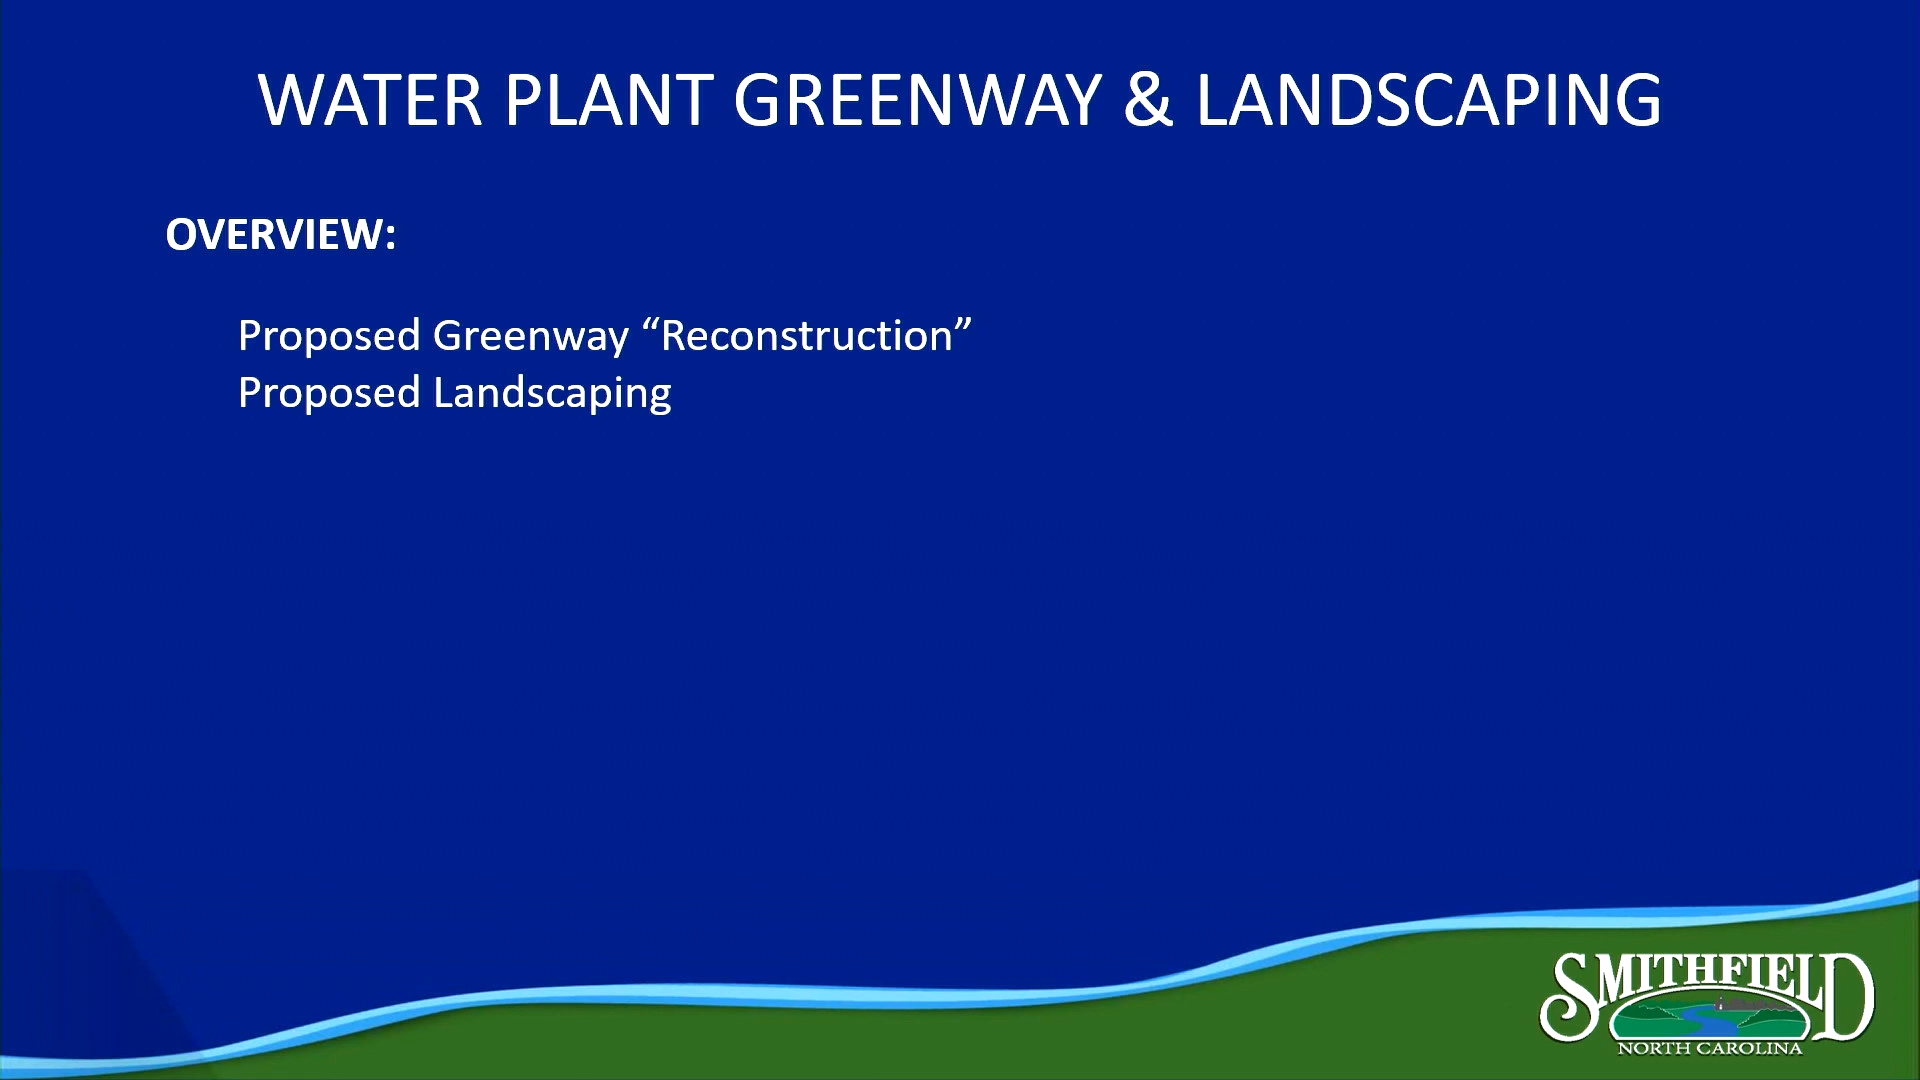 WATER PLANT GREENWAY & LANDSCAPING
OVERVIEW:
Proposed Greenway “Reconstruction”
Proposed Landscaping
SMITHFIELD
NORTH CAROLINA